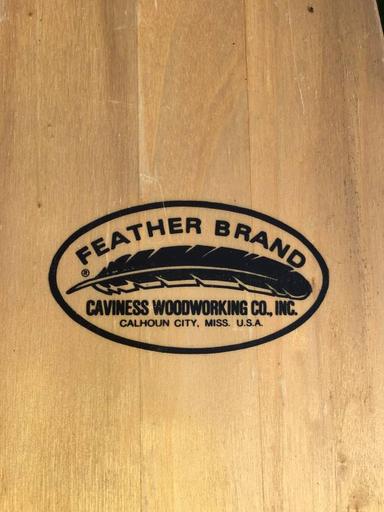 FEATHER BRAND
®
CAVINESS WOODWORKING CO., INC.
CALHOUN CITY, MISS. U.S.A.